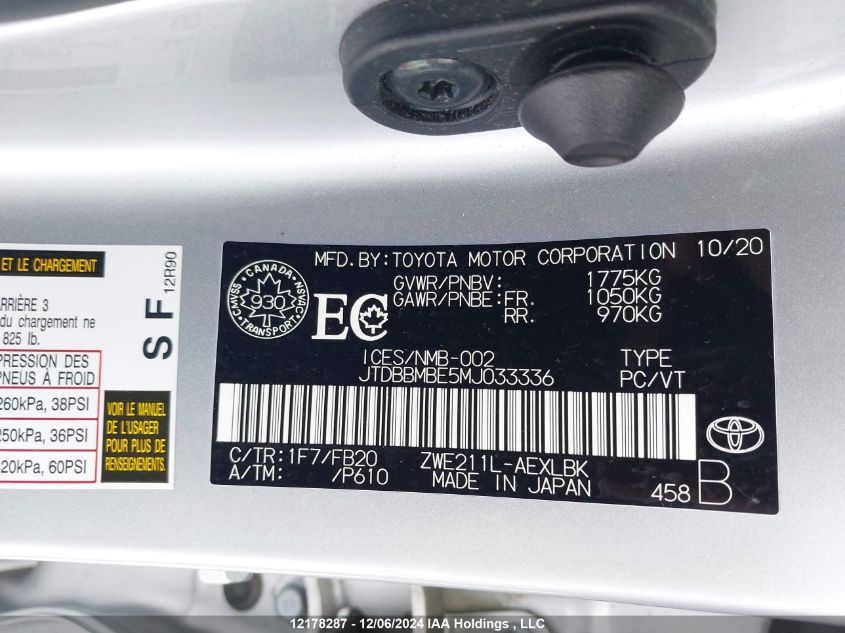 ET LE CHARGEMENT
ARRIÈRE 3
du chargement ne
825 lb.
PRESSION DES
PNEUS À FROID
260kPa, 38PSI
250kPa, 36PSI
420kPa, 60PSI
S F
12R90
VOIR LE MANUEL
DE L'USAGER
POUR PLUS DE
RENSEIGNEMENTS.
MFD.BY:TOYOTA MOTOR CORPORATION 10/20
GVWR/PNBV: 1775KG
GAWR/PNBE:FR. 1050KG
RR. 970KG
CANADA
CMVSS 930 NSVAC
TRANSPORT
EC
ICES/NMB-002 TYPE
JTDBBMBE5MJ033336 PC/VT
C/TR:1F7/FB20 ZWE211L-AEXLBK
A/TM: /P610 MADE IN JAPAN 458 B
12178287 - 12/06/2024 IAA Holdings , LLC